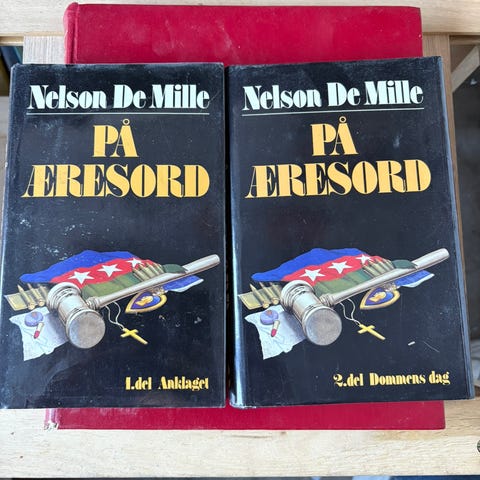 Nelson De Mille
PÅ
ÆRESORD
1.del Anklaget
Nelson De Mille
PÅ
ÆRESORD
2.del Dommens dag